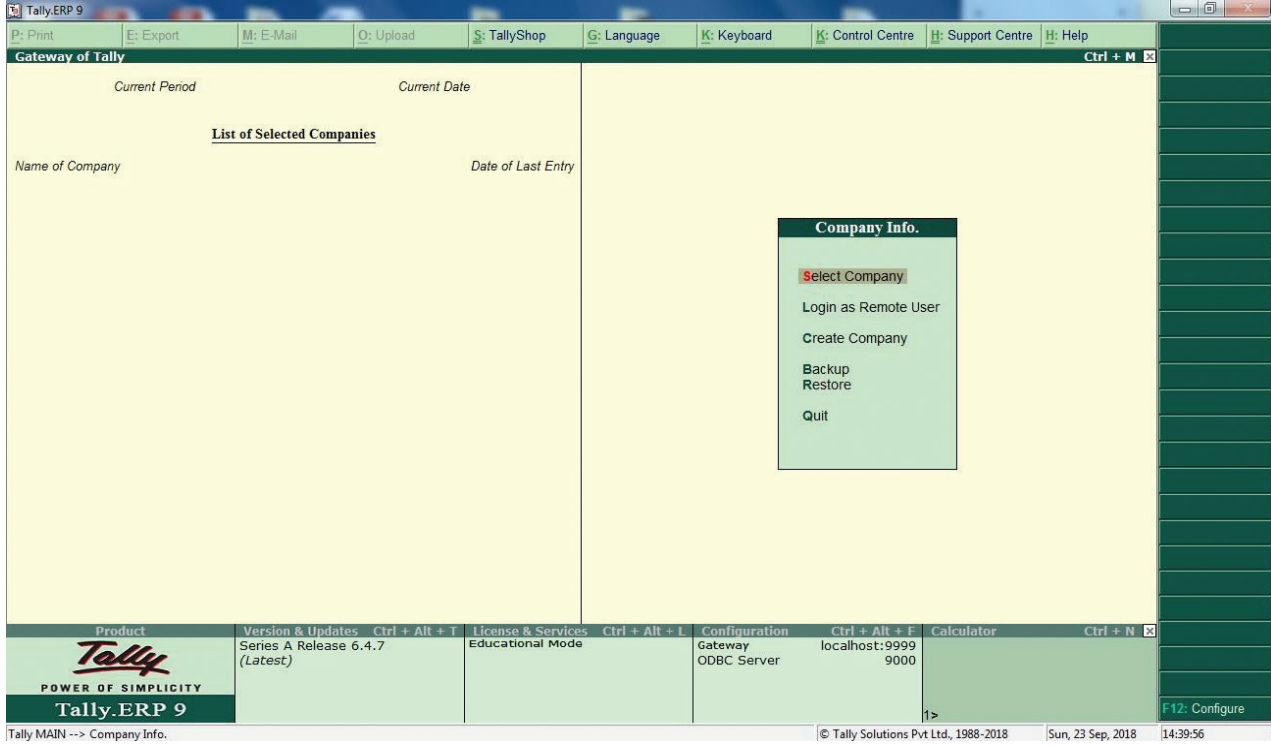 Tally.ERP 9
P: Print E: Export M: E-Mail O: Upload S: TallyShop G: Language K: Keyboard K: Control Centre H: Support Centre H: Help
Gateway of Tally Ctrl + M
Current Period Current Date
List of Selected Companies
Name of Company Date of Last Entry
Company Info.
Select Company
Login as Remote User
Create Company
Backup
Restore
Quit
Product Version & Updates Ctrl + Alt + T License & Services Ctrl + Alt + L Configuration Ctrl + Alt + F Calculator Ctrl + N
Tally
POWER OF SIMPLICITY
Tally.ERP 9
Series A Release 6.4.7
(Latest)
Educational Mode
Gateway localhost:9999
ODBC Server 9000
1>
F12: Configure
Tally MAIN --> Company Info. © Tally Solutions Pvt Ltd., 1988-2018 Sun, 23 Sep, 2018 14:39:56